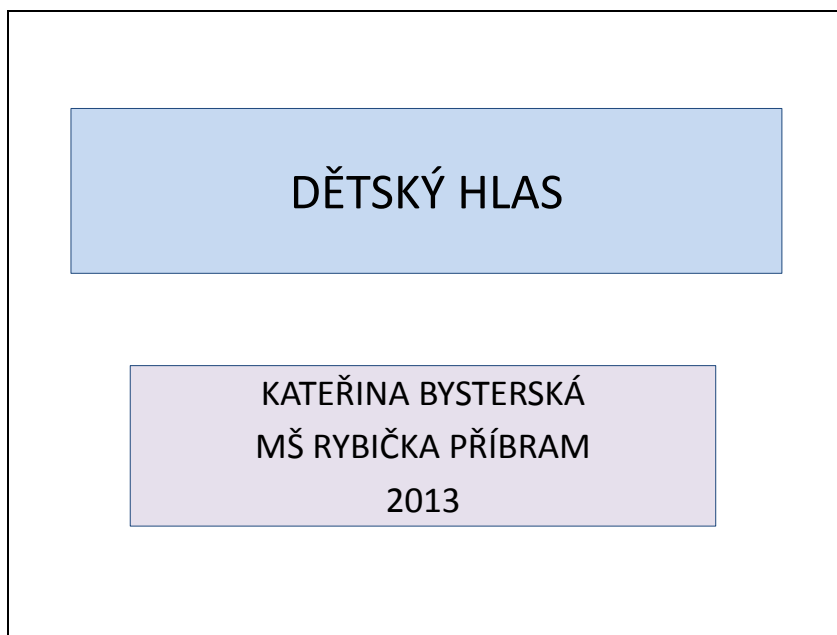 DĚTSKÝ HLAS
KATEŘINA BYSTERSKÁ
MŠ RYBIČKA PŘÍBRAM
2013